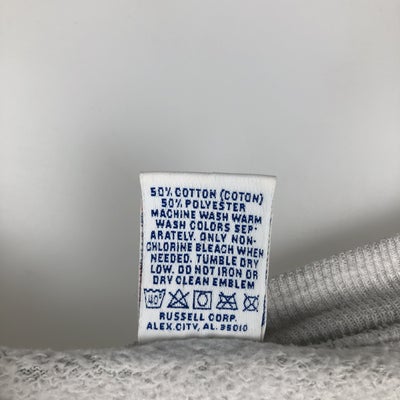 50% COTTON (COTON)
50% POLYESTER
MACHINE WASH WARM
WASH COLORS SEP-
ARATELY. ONLY NON-
CHLORINE BLEACH WHEN
NEEDED. TUMBLE DRY
LOW. DO NOT IRON OR
DRY CLEAN EMBLEM
40°
RUSSELL CORP.
ALEX. CITY, AL. 35010